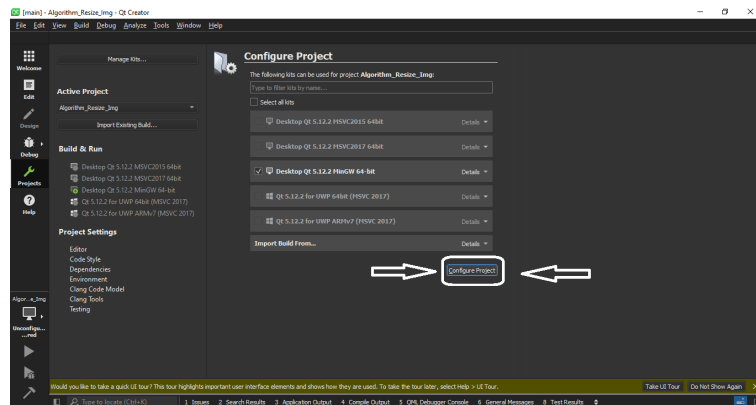 [main] - Algorithm_Resize_Img - Qt Creator
File Edit View Build Debug Analyze Tools Window Help
Welcome
Edit
Design
Debug
Projects
Help
Algor...e_Img
Unconfigu...
...red
Manage Kits...
Active Project
Algorithm_Resize_Img
Import Existing Build...
Build & Run
Desktop Qt 5.12.2 MSVC2015 64bit
Desktop Qt 5.12.2 MSVC2017 64bit
Desktop Qt 5.12.2 MinGW 64-bit
Qt 5.12.2 for UWP 64bit (MSVC 2017)
Qt 5.12.2 for UWP ARMv7 (MSVC 2017)
Project Settings
Editor
Code Style
Dependencies
Environment
Clang Code Model
Clang Tools
Testing
Configure Project
The following kits can be used for project Algorithm_Resize_Img:
Type to filter kits by name...
Select all kits
Desktop Qt 5.12.2 MSVC2015 64bit Details
Desktop Qt 5.12.2 MSVC2017 64bit Details
Desktop Qt 5.12.2 MinGW 64-bit Details
Qt 5.12.2 for UWP 64bit (MSVC 2017) Details
Qt 5.12.2 for UWP ARMv7 (MSVC 2017) Details
Import Build From... Details
Configure Project
Would you like to take a quick UI tour? This tour highlights important user interface elements and shows how they are used. To take the tour later, select Help > UI Tour. Take UI Tour Do Not Show Again
Type to locate (Ctrl+K) 1 Issues 2 Search Results 3 Application Output 4 Compile Output 5 QML Debugger Console 6 General Messages 8 Test Results